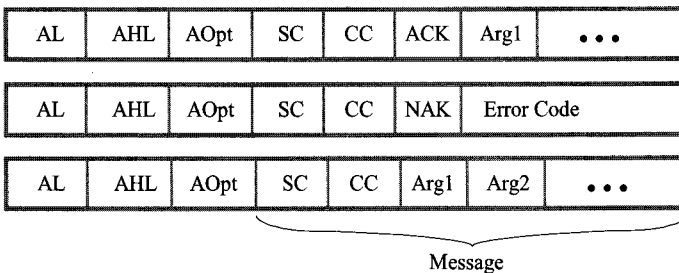 AL AHL AOpt SC CC ACK Arg1 •••
AL AHL AOpt SC CC NAK Error Code
AL AHL AOpt SC CC Arg1 Arg2 •••
Message